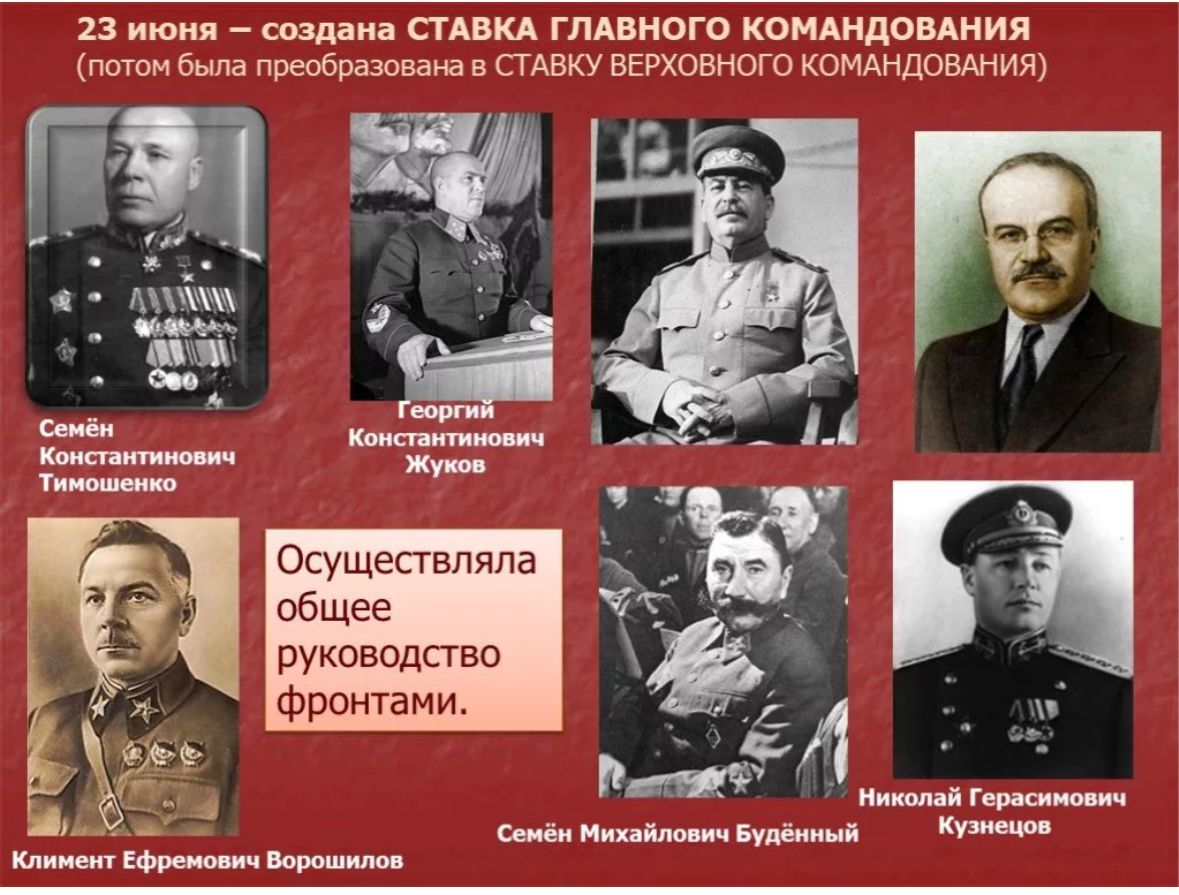 23 июня – создана СТАВКА ГЛАВНОГО КОМАНДОВАНИЯ
(потом была преобразована в СТАВКУ ВЕРХОВНОГО КОМАНДОВАНИЯ)
Семён
Константинович
Тимошенко
Георгий
Константинович
Жуков
Осуществляла
общее
руководство
фронтами.
Климент Ефремович Ворошилов
Семён Михайлович Будённый
Николай Герасимович
Кузнецов